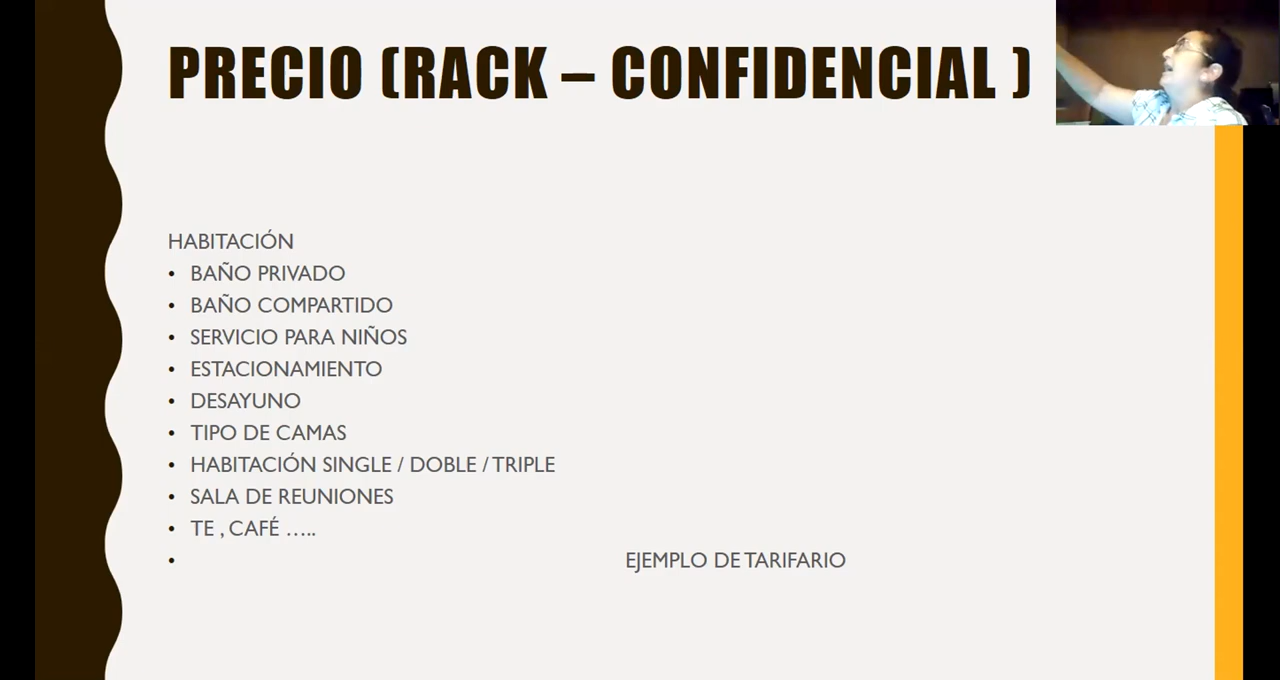 PRECIO (RACK – CONFIDENCIAL )
HABITACIÓN
• BAÑO PRIVADO
• BAÑO COMPARTIDO
• SERVICIO PARA NIÑOS
• ESTACIONAMIENTO
• DESAYUNO
• TIPO DE CAMAS
• HABITACIÓN SINGLE / DOBLE / TRIPLE
• SALA DE REUNIONES
• TE , CAFÉ …..
• EJEMPLO DE TARIFARIO